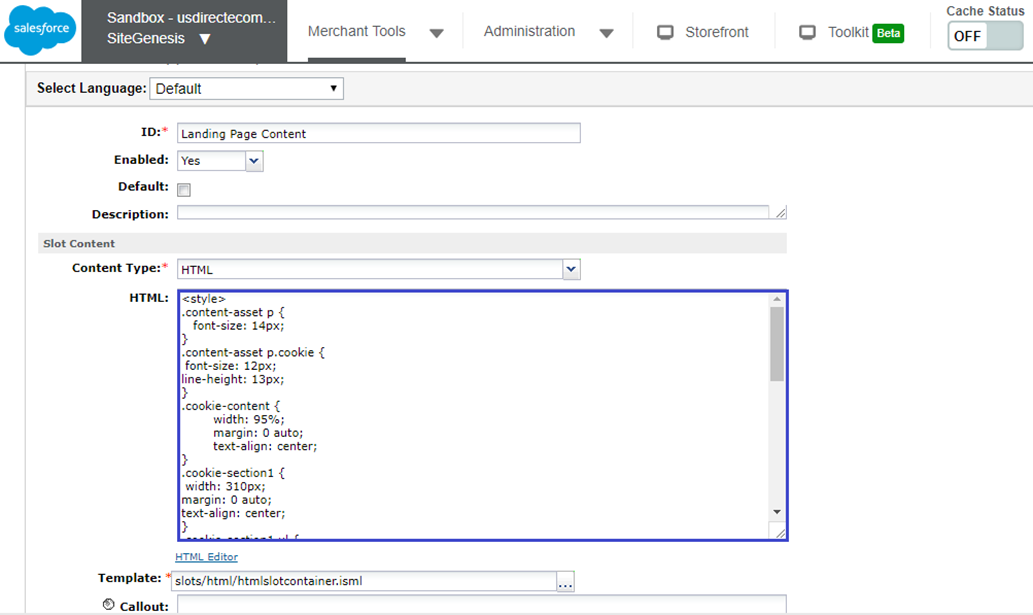 Cache Status
salesforce
Sandbox - usdirectecom...
SiteGenesis
Merchant Tools
Administration
Storefront
Toolkit Beta
OFF
Select Language: Default
ID:* Landing Page Content
Enabled: Yes
Default:
Description:
Slot Content
Content Type:* HTML
HTML:
<style>
.content-asset p {
font-size: 14px;
}
.content-asset p.cookie {
font-size: 12px;
line-height: 13px;
}
.cookie-content {
width: 95%;
margin: 0 auto;
text-align: center;
}
.cookie-section1 {
width: 310px;
margin: 0 auto;
text-align: center;
}
.cookie-section1 ul {
HTML Editor
Template: * slots/html/htmlslotcontainer.isml ...
Callout: